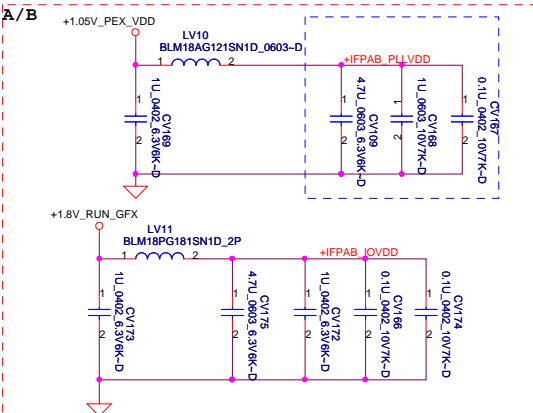 A/B
+1.05V_PEX_VDD
LV10
BLM18AG121SN1D_0603~D
1
2
+IFPAB_PLLVDD
1
2
CV169
1U_0402_6.3V6K~D
1
2
CV109
4.7U_0603_6.3V6K~D
1
2
CV168
1U_0603_10V7K~D
1
2
CV167
0.1U_0402_10V7K~D
+1.8V_RUN_GFX
LV11
BLM18PG181SN1D_2P
1
2
+IFPAB_IOVDD
1
2
CV173
1U_0402_6.3V6K~D
1
2
CV175
4.7U_0603_6.3V6K~D
1
2
CV172
1U_0402_6.3V6K~D
1
2
CV166
0.1U_0402_10V7K~D
1
2
CV174
0.1U_0402_10V7K~D